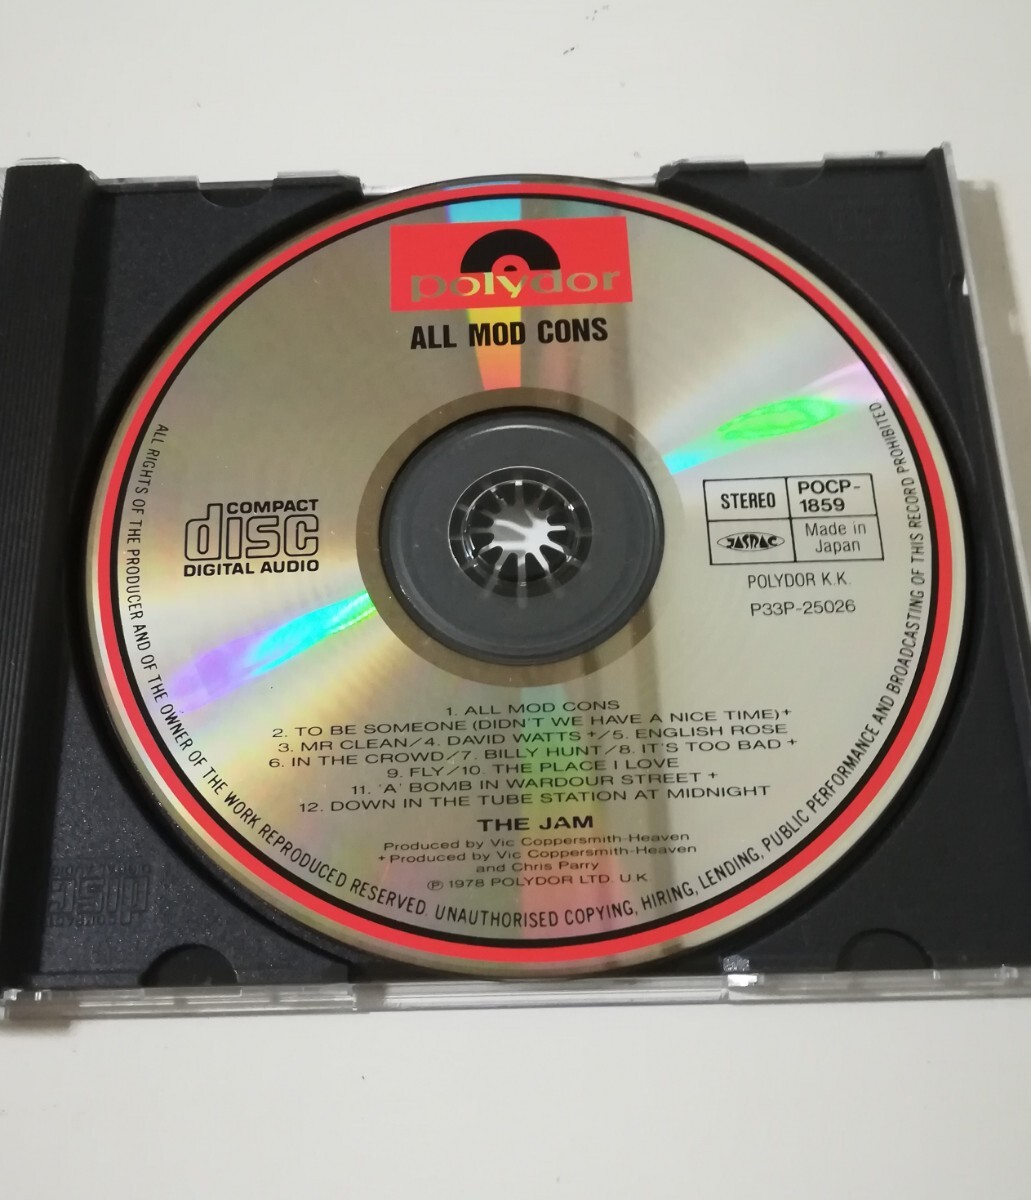 polydor
ALL MOD CONS
COMPACT
disc
DIGITAL AUDIO
STEREO
POCP-
1859
JASRAC
Made in
Japan
POLYDOR K.K.
P33P-25026
1. ALL MOD CONS
2. TO BE SOMEONE (DIDN'T WE HAVE A NICE TIME)+
3. MR CLEAN/4. DAVID WATTS +/5. ENGLISH ROSE
6. IN THE CROWD/7. BILLY HUNT/8. IT'S TOO BAD +
9. FLY/10. THE PLACE I LOVE
11. 'A' BOMB IN WARDOUR STREET +
12. DOWN IN THE TUBE STATION AT MIDNIGHT
THE JAM
Produced by Vic Coppersmith-Heaven
+Produced by Vic Coppersmith-Heaven
and Chris Parry
℗ 1978 POLYDOR LTD. U.K
ALL RIGHTS OF THE PRODUCER AND OF THE OWNER OF THE WORK REPRODUCED RESERVED. UNAUTHORISED COPYING, HIRING, LENDING, PUBLIC PERFORMANCE AND BROADCASTING OF THIS RECORD PROHIBITED.